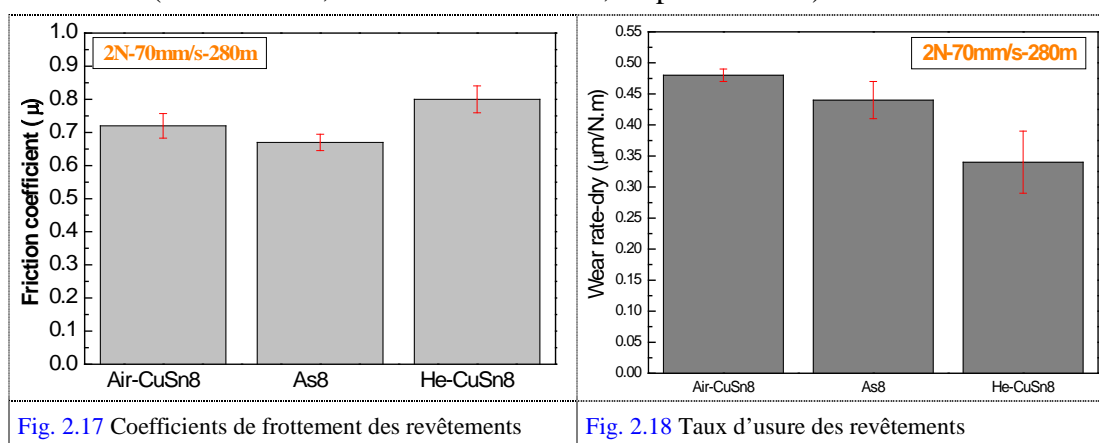 2N-70mm/s-280m
Friction coefficient ( μ)
1.0
0.9
0.8
0.7
0.6
0.5
0.4
0.3
0.2
0.1
0.0
Air-CuSn8 As8 He-CuSn8
Fig. 2.17 Coefficients de frottement des revêtements
2N-70mm/s-280m
Wear rate-dry (μm/N.m)
0.55
0.50
0.45
0.40
0.35
0.30
0.25
0.20
0.15
0.10
0.05
0.00
Air-CuSn8 As8 He-CuSn8
Fig. 2.18 Taux d’usure des revêtements